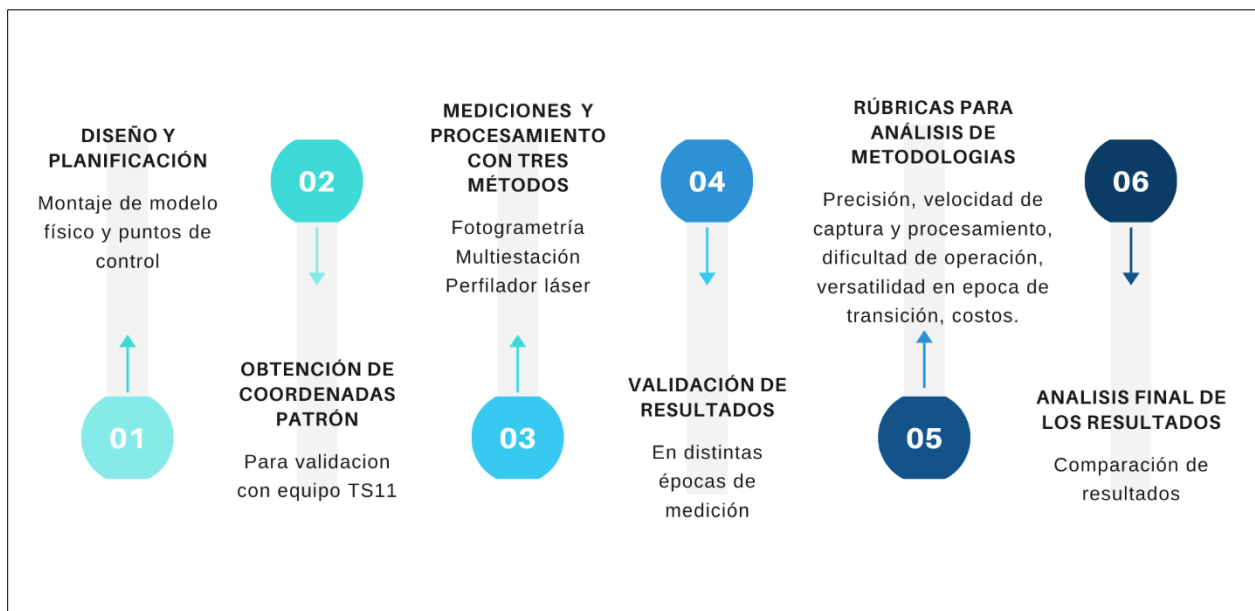 01
DISEÑO Y
PLANIFICACIÓN
Montaje de modelo
físico y puntos de
control
02
OBTENCIÓN DE
COORDENADAS
PATRÓN
Para validacion
con equipo TS11
03
MEDICIONES Y
PROCESAMIENTO
CON TRES
MÉTODOS
Fotogrametría
Multiestación
Perfilador láser
04
VALIDACIÓN DE
RESULTADOS
En distintas
épocas de
medición
05
RÚBRICAS PARA
ANÁLISIS DE
METODOLOGIAS
Precisión, velocidad de
captura y procesamiento,
dificultad de operación,
versatilidad en epoca de
transición, costos.
06
ANALISIS FINAL DE
LOS RESULTADOS
Comparación de
resultados